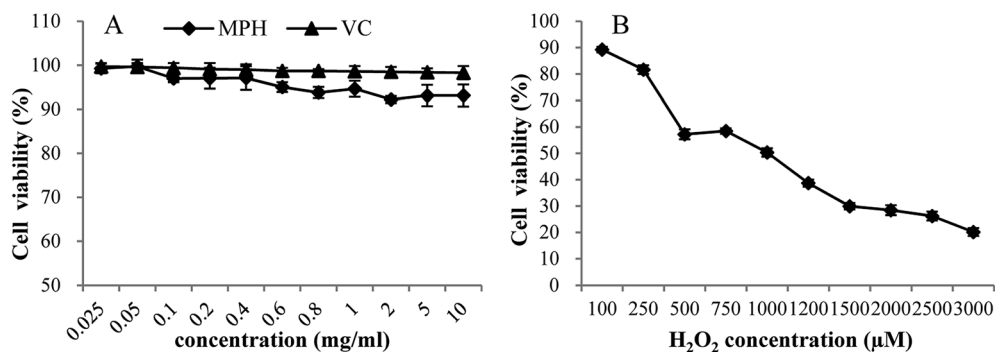 A
MPH VC
Cell viability (%)
110
100
90
80
70
60
50
0.025 0.05 0.1 0.2 0.4 0.6 0.8 1 2 5 10
concentration (mg/ml)
B
Cell viability (%)
100
90
80
70
60
50
40
30
20
10
0
100 250 500 750 1000 1200 1500 2000 2500 3000
H₂O₂ concentration (μM)